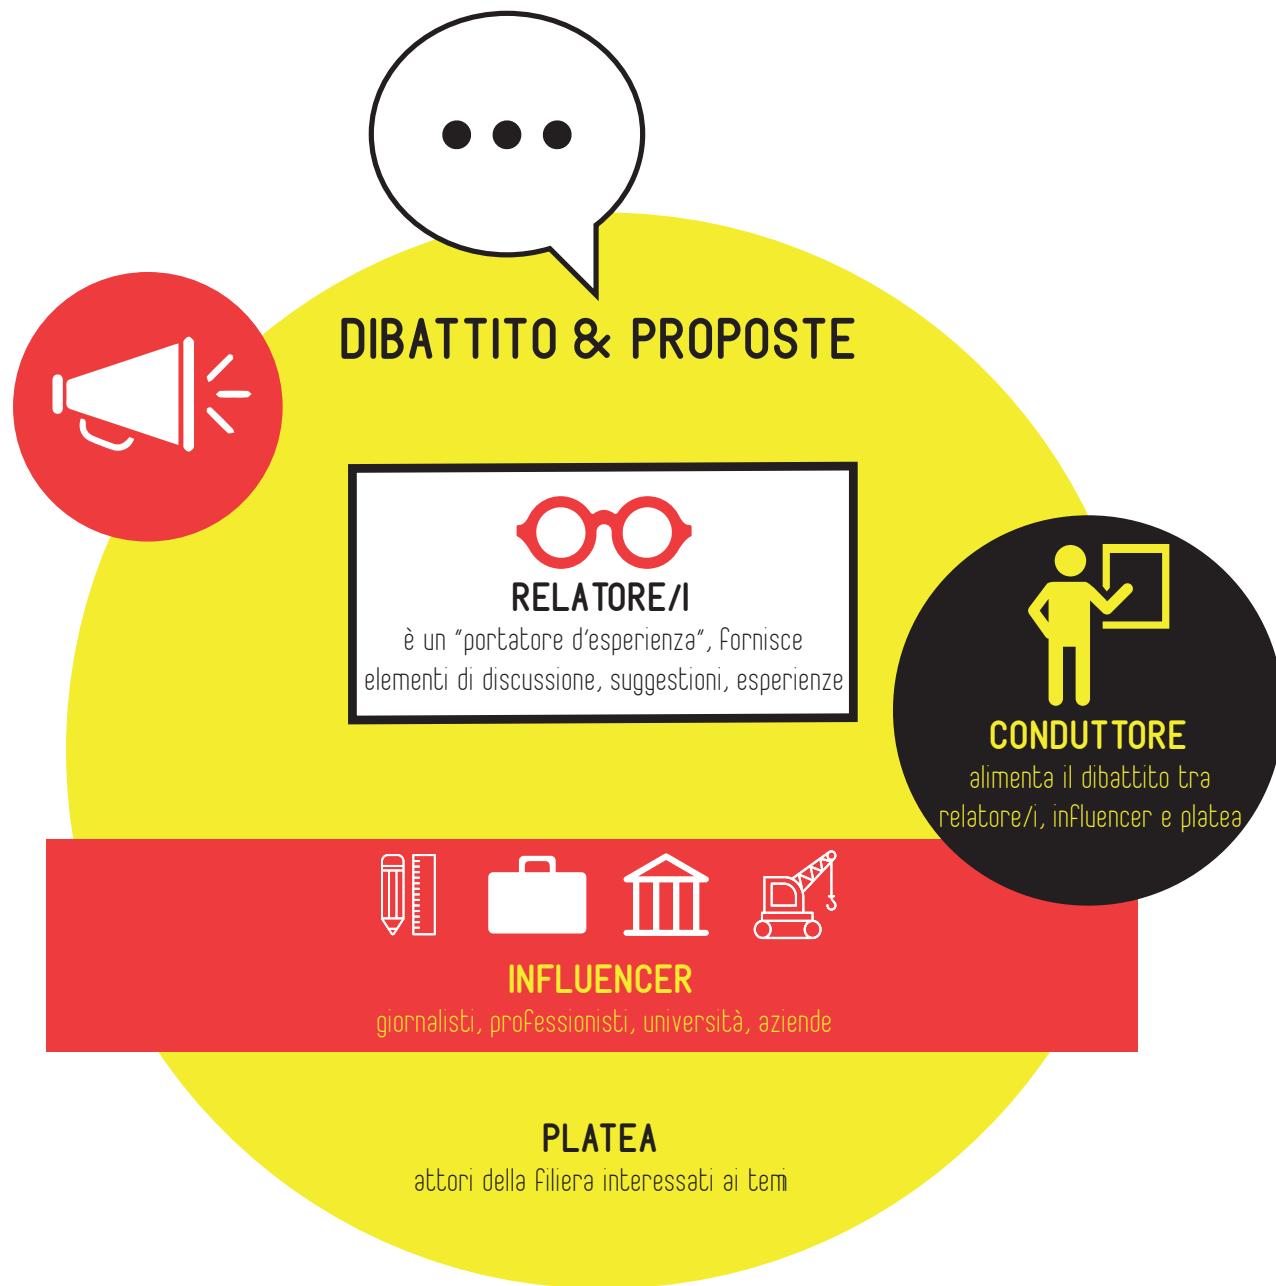 DIBATTITO & PROPOSTE
RELATORE/I
è un "portatore d'esperienza", fornisce
elementi di discussione, suggestioni, esperienze
CONDUTTORE
alimenta il dibattito tra
relatore/i, influencer e platea
INFLUENCER
giornalisti, professionisti, università, aziende
PLATEA
attori della filiera interessati ai temi